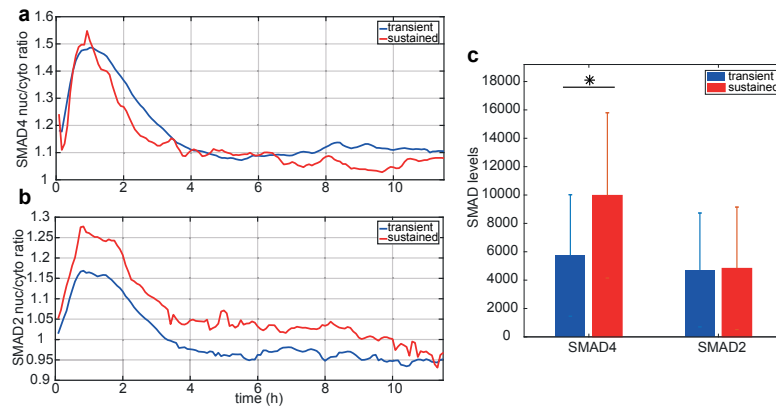 a
SMAD4 nuc/cyto ratio
1.6
1.5
1.4
1.3
1.2
1.1
1
transient
sustained
0 2 4 6 8 10
b
SMAD2 nuc/cyto ratio
1.3
1.25
1.2
1.15
1.1
1.05
1
0.95
0.9
transient
sustained
0 2 4 6 8 10
time (h)
c
SMAD levels
18000
16000
14000
12000
10000
8000
6000
4000
2000
0
transient
sustained
*
SMAD4 SMAD2